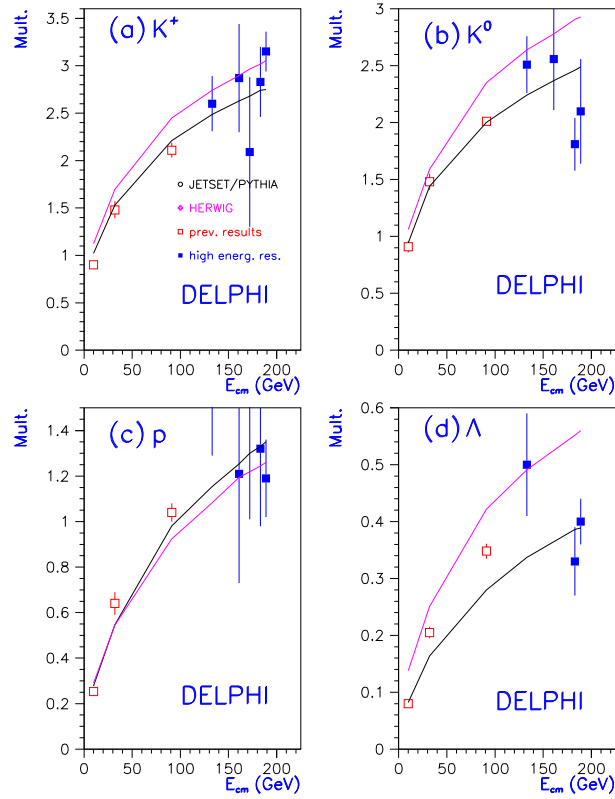 Mult.
(a) K+
4
3.5
3
2.5
2
1.5
1
0.5
0
JETSET/PYTHIA
HERWIG
prev. results
high energ. res.
DELPHI
0 50 100 150 200
Ecm (GeV)
Mult.
(b) K0
3
2.5
2
1.5
1
0.5
0
DELPHI
0 50 100 150 200
Ecm (GeV)
Mult.
(c) p
1.4
1.2
1
0.8
0.6
0.4
0.2
0
DELPHI
0 50 100 150 200
Ecm (GeV)
Mult.
(d) Λ
0.6
0.5
0.4
0.3
0.2
0.1
0
DELPHI
0 50 100 150 200
Ecm (GeV)